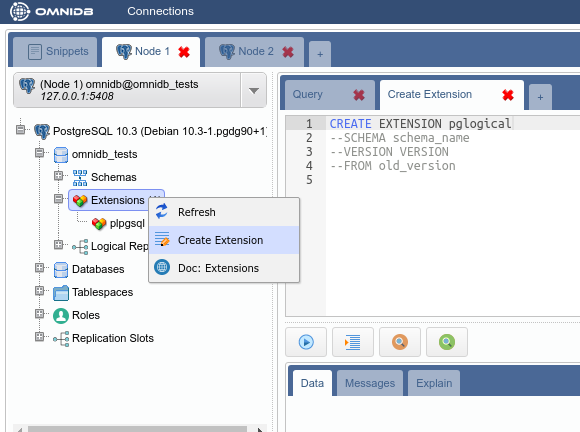 OMNIDB Connections
Snippets Node 1 Node 2 +
(Node 1) omnidb@omnidb_tests
127.0.0.1:5408
PostgreSQL 10.3 (Debian 10.3-1.pgdg90+1)
omnidb_tests
Schemas
Extensions
plpgsql
Logical Rep
Databases
Tablespaces
Roles
Replication Slots
Refresh
Create Extension
Doc: Extensions
Query Create Extension +
1 CREATE EXTENSION pglogical
2 --SCHEMA schema_name
3 --VERSION VERSION
4 --FROM old_version
5
Data Messages Explain